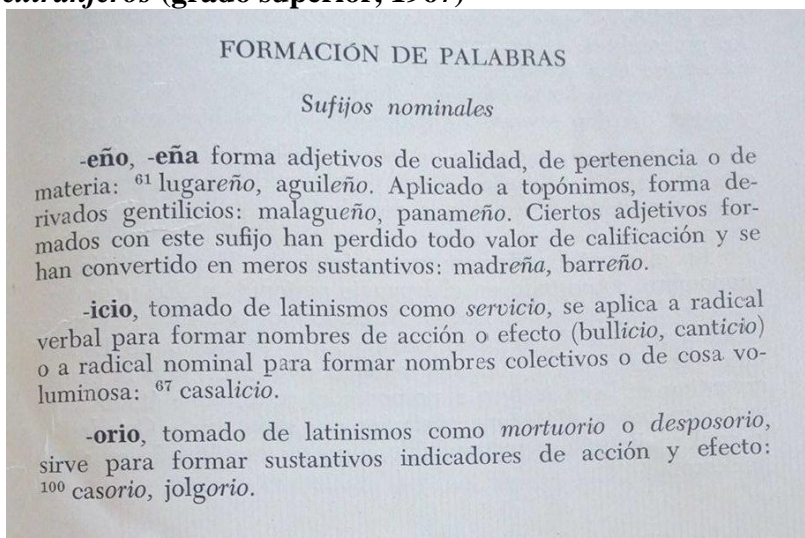 extranjeros (grado superior, 1967)
FORMACIÓN DE PALABRAS
Sufijos nominales
-eño, -eña forma adjetivos de cualidad, de pertenencia o de
materia: 61 lugareño, aguileño. Aplicado a topónimos, forma de-
rivados gentilicios: malagueño, panameño. Ciertos adjetivos for-
mados con este sufijo han perdido todo valor de calificación y se
han convertido en meros sustantivos: madreña, barreño.
-icio, tomado de latinismos como servicio, se aplica a radical
verbal para formar nombres de acción o efecto (bullicio, canticio)
o a radical nominal para formar nombres colectivos o de cosa vo-
luminosa: 67 casalicio.
-orio, tomado de latinismos como mortuorio o desposorio,
sirve para formar sustantivos indicadores de acción y efecto:
100 casorio, jolgorio.